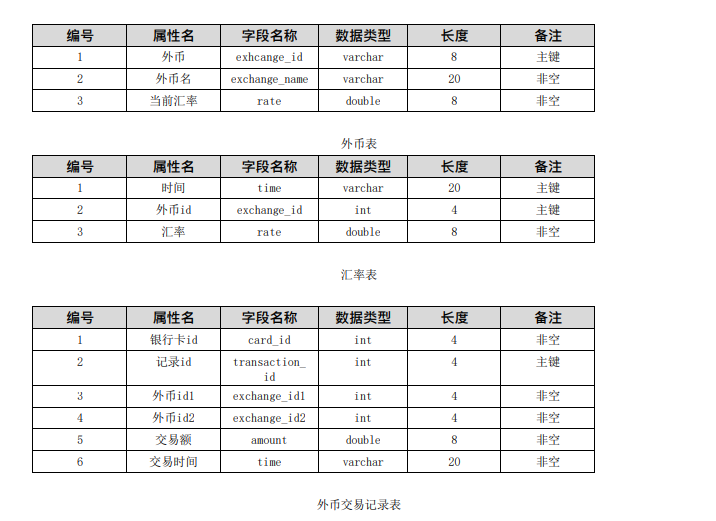 编号 属性名 字段名称 数据类型 长度 备注
1 外币 exhcange_id varchar 8 主键
2 外币名 exchange_name varchar 20 非空
3 当前汇率 rate double 8 非空
外币表
编号 属性名 字段名称 数据类型 长度 备注
1 时间 time varchar 20 主键
2 外币id exchange_id int 4 主键
3 汇率 rate double 8 非空
汇率表
编号 属性名 字段名称 数据类型 长度 备注
1 银行卡id card_id int 4 非空
2 记录id transaction_ int 4 主键
id
3 外币id1 exchange_id1 int 4 非空
4 外币id2 exchange_id2 int 4 非空
5 交易额 amount double 8 非空
6 交易时间 time varchar 20 非空
外币交易记录表